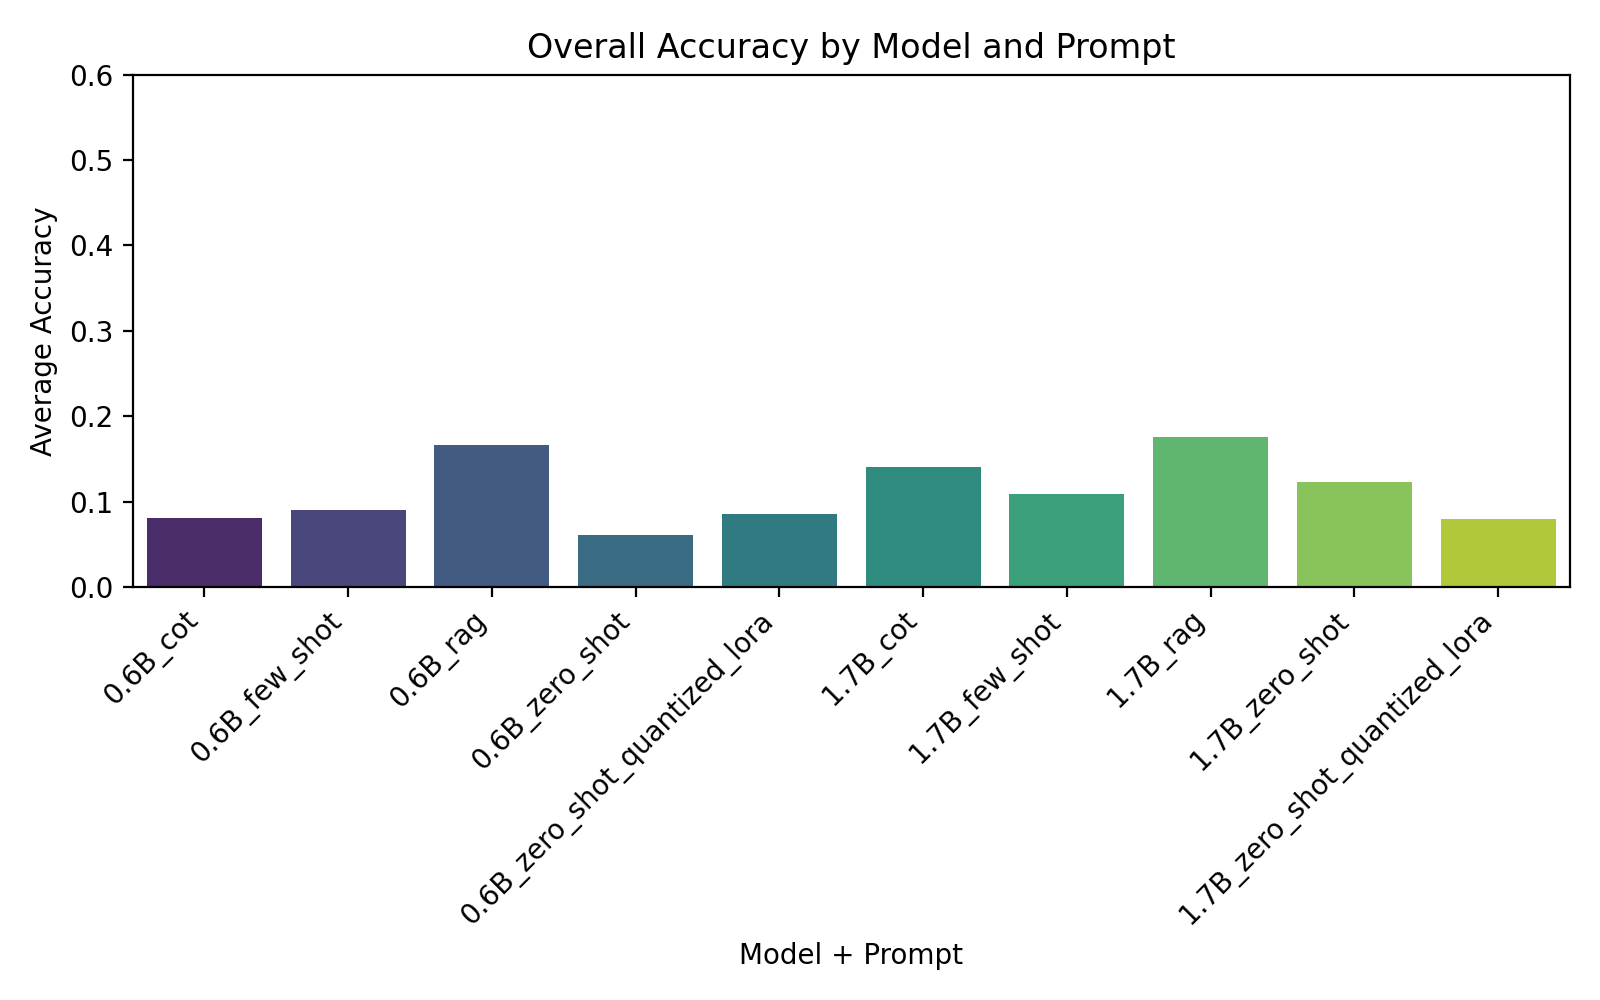 Overall Accuracy by Model and Prompt
Average Accuracy
0.6
0.5
0.4
0.3
0.2
0.1
0.0
0.6B_cot
0.6B_few_shot
0.6B_rag
0.6B_zero_shot
0.6B_zero_shot_quantized_lora
1.7B_cot
1.7B_few_shot
1.7B_rag
1.7B_zero_shot
1.7B_zero_shot_quantized_lora
Model + Prompt